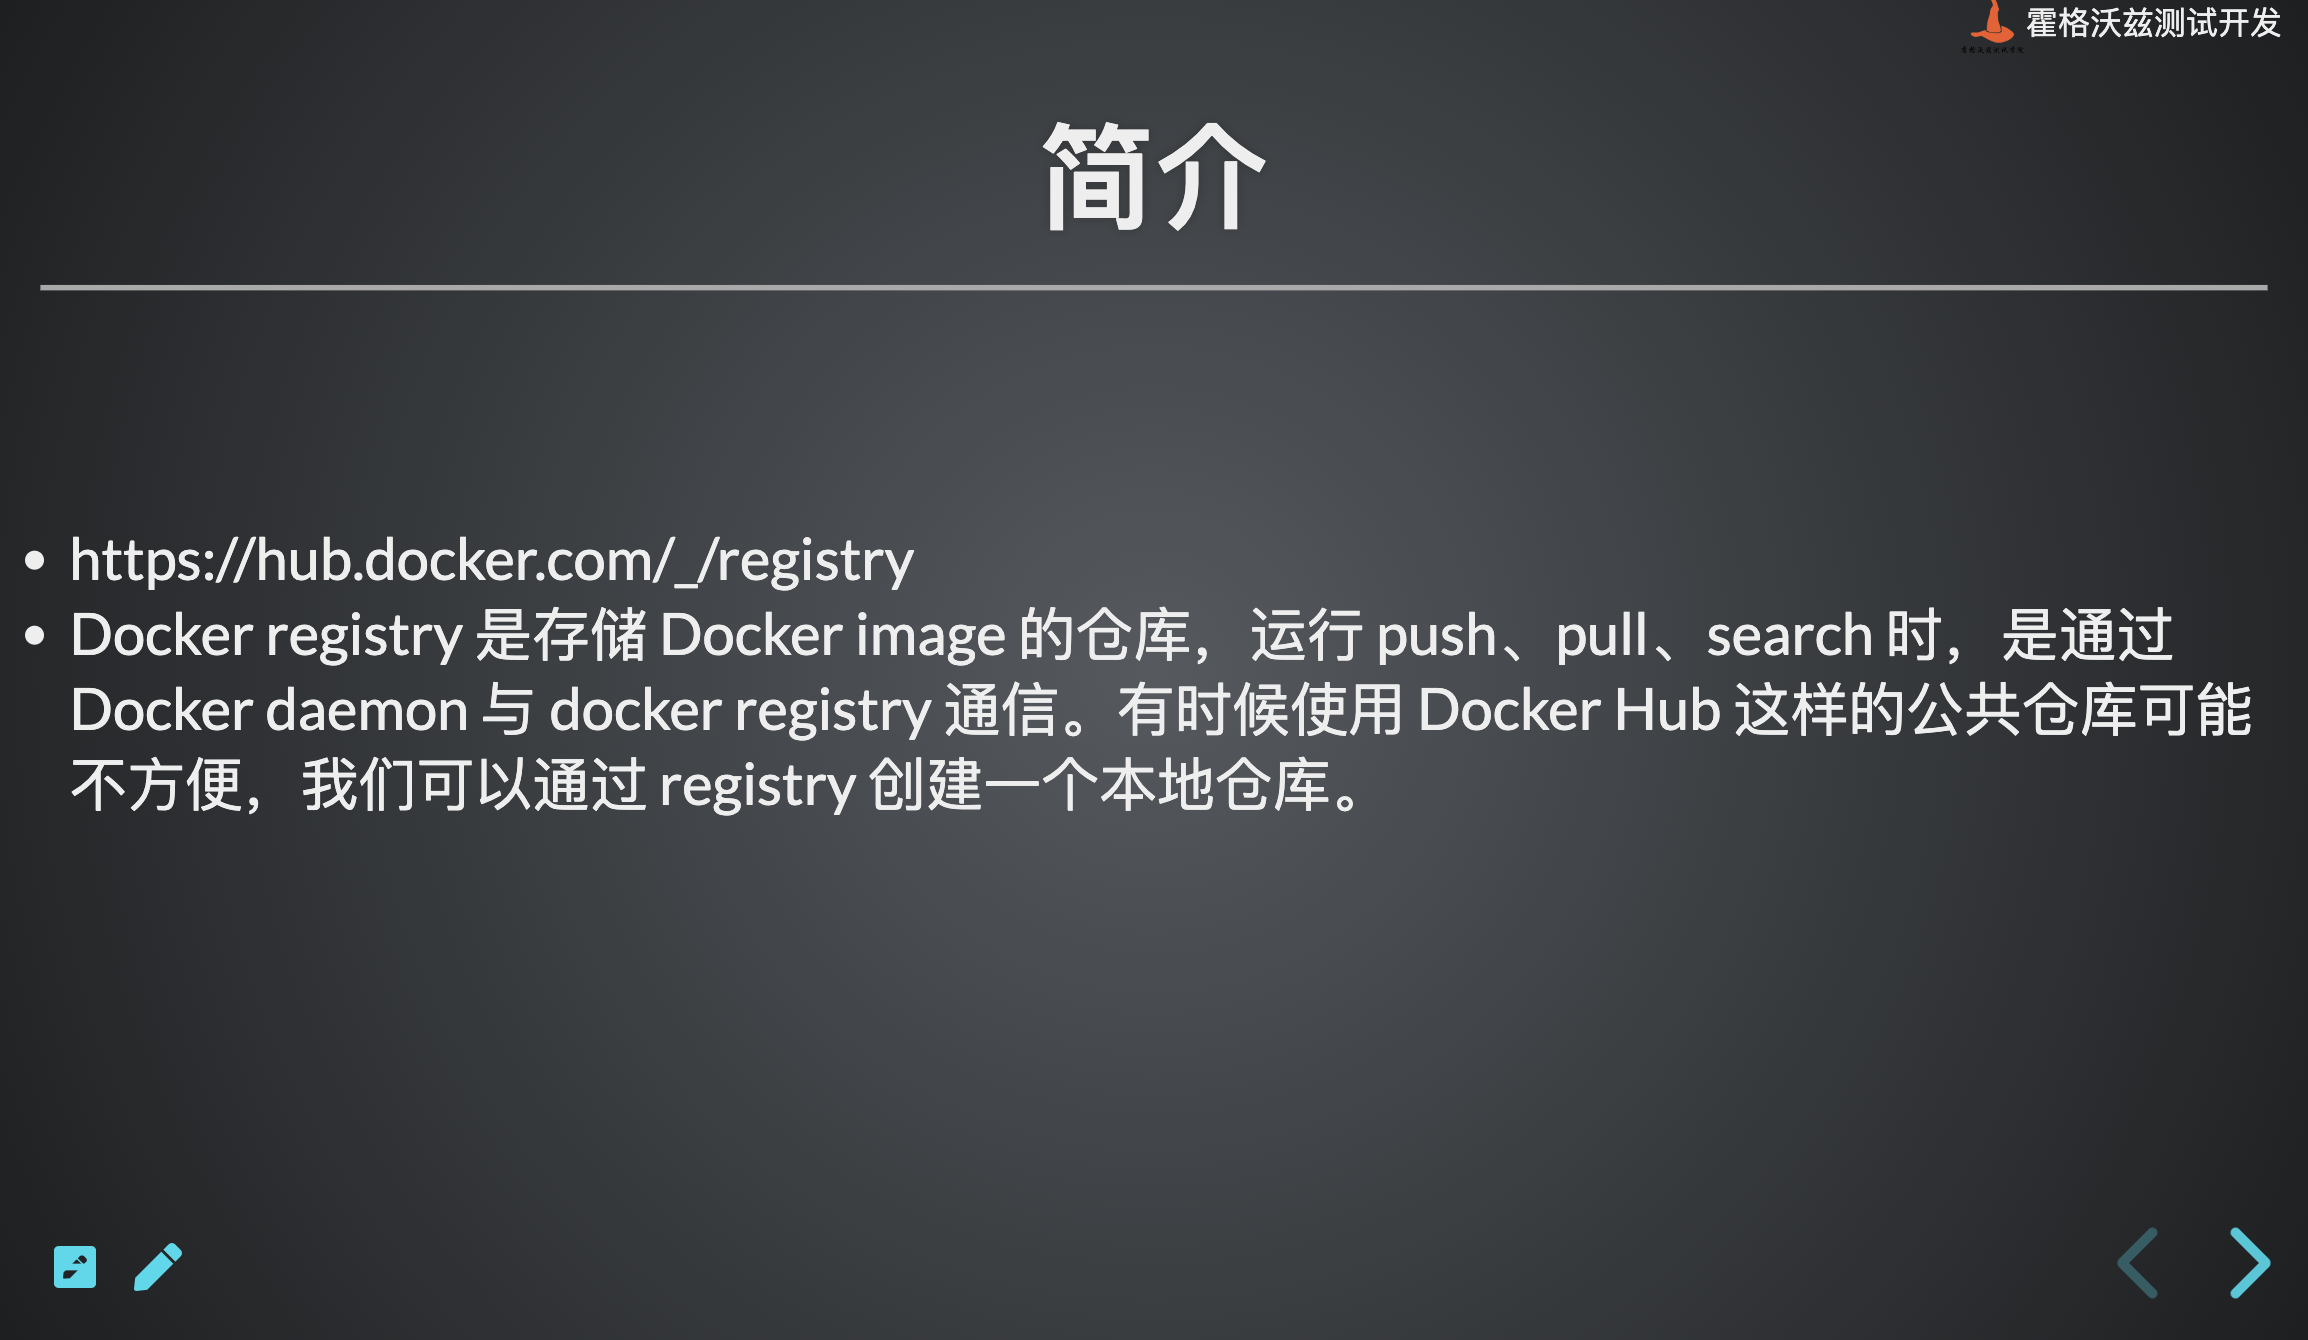 霍格沃兹测试开发
简介
https://hub.docker.com/_/registry
Docker registry 是存储 Docker image 的仓库，运行 push、pull、search 时，是通过
Docker daemon 与 docker registry 通信。有时候使用 Docker Hub 这样的公共仓库可能
不方便，我们可以通过 registry 创建一个本地仓库。